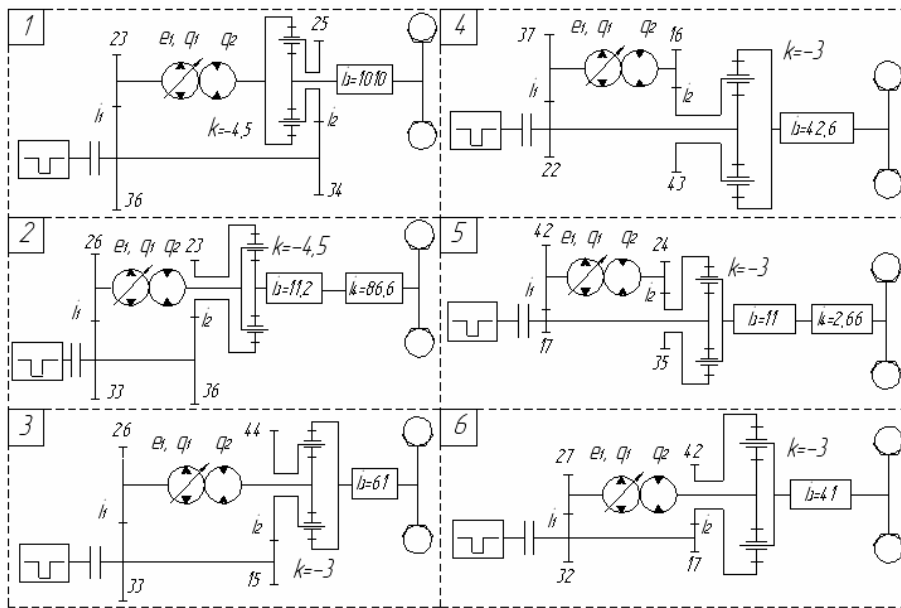 1
23
e₁, q₁ q₂
25
i₁
k=-4,5
i₂
i₃=1010
36
34
2
26
e₁, q₁ q₂
23
k=-4,5
i₁
i₂
i₃=11,2
i₄=86,6
33
36
3
26
e₁, q₁ q₂
44
i₁
i₂
i₃=61
33
15
k=-3
4
37
e₁, q₁ q₂
16
k=-3
i₁
i₂
i₃=42,6
22
43
5
42
e₁, q₁ q₂
24
k=-3
i₁
i₂
i₃=11
i₄=2,66
17
35
6
27
e₁, q₁ q₂
42
k=-3
i₁
i₂
i₃=41
32
17